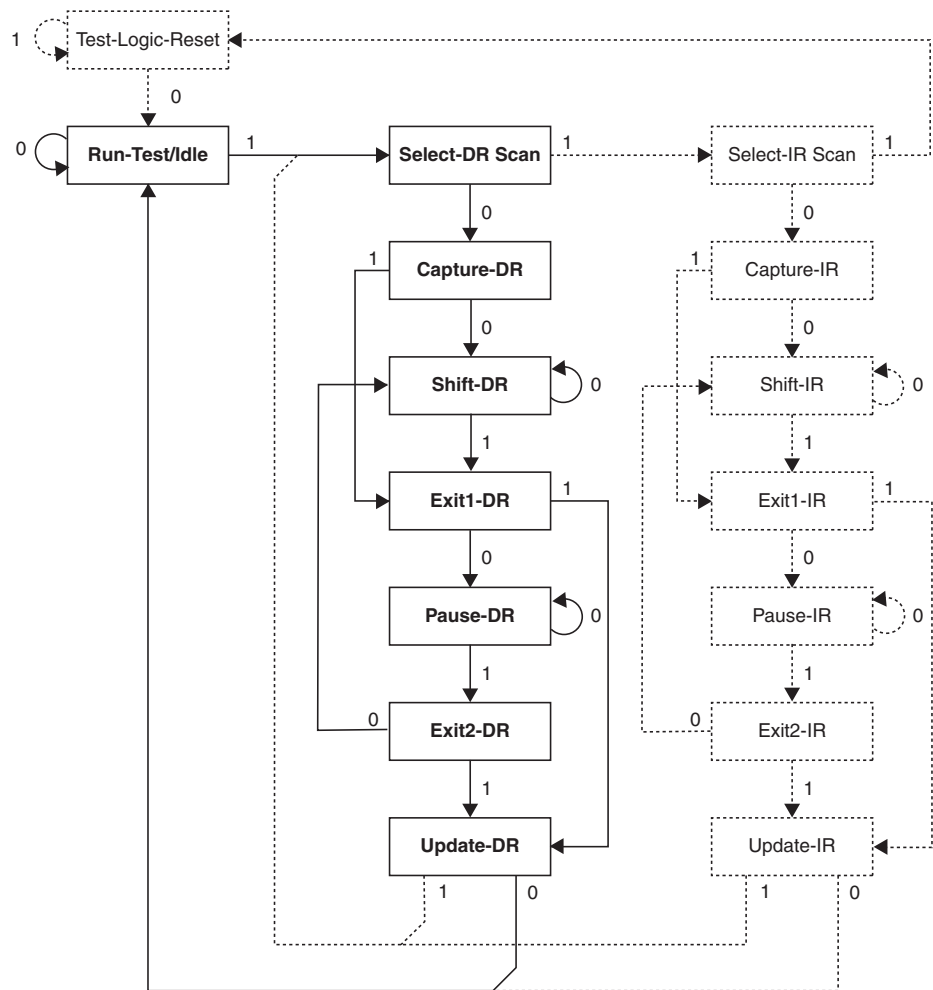 1
Test-Logic-Reset
0
0
Run-Test/Idle
1
Select-DR Scan
1
Select-IR Scan
1
0
0
1
Capture-DR
1
Capture-IR
0
0
Shift-DR
0
Shift-IR
0
1
1
Exit1-DR
1
Exit1-IR
1
0
0
Pause-DR
0
Pause-IR
0
1
1
0
Exit2-DR
0
Exit2-IR
1
1
Update-DR
Update-IR
1
0
1
0